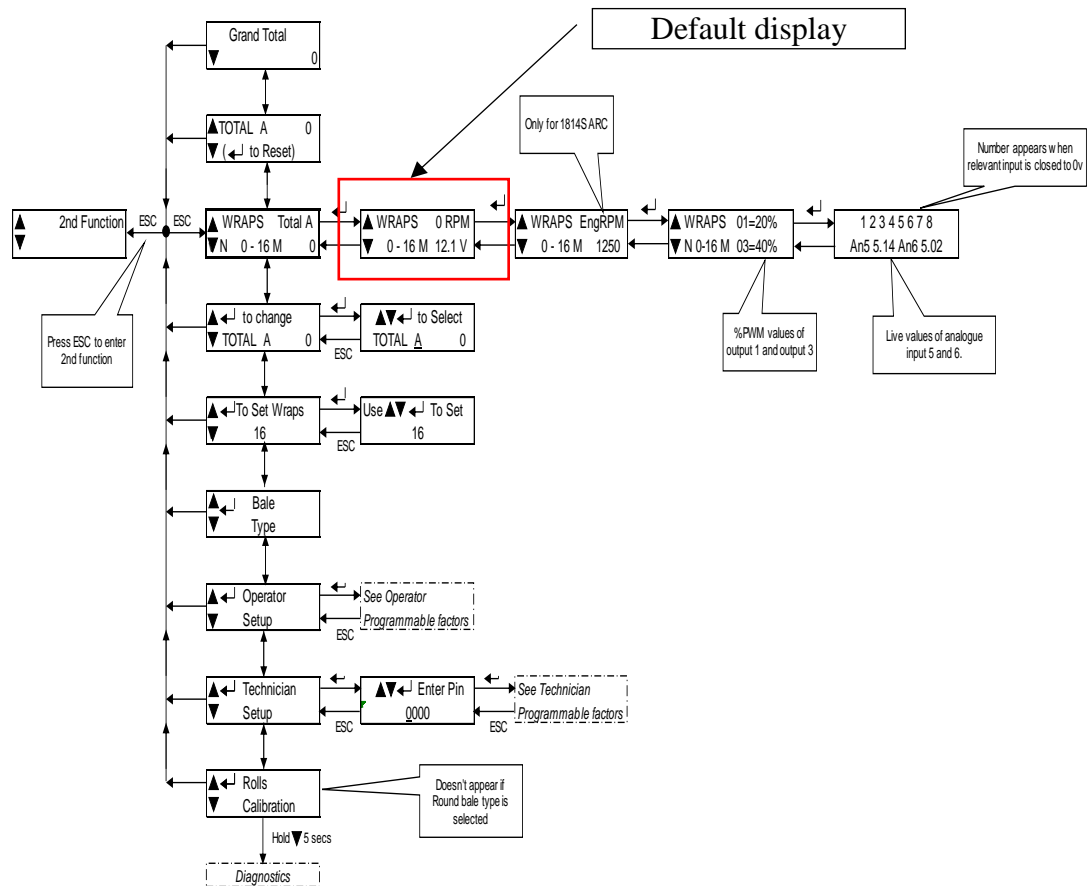 Default display
Grand Total
▼ 0
Only for 1814S ARC
▲TOTAL A 0
▼ (↵ to Reset)
Number appears when
relevant input is closed to 0v
▲ 2nd Function
▼
ESC
ESC
▲ WRAPS Total A
▼N 0 - 16 M 0
↵
▲ WRAPS 0 RPM
▼ 0 - 16 M 12.1 V
↵
▲ WRAPS EngRPM
▼ 0 - 16 M 1250
↵
▲ WRAPS 01=20%
▼ N 0-16 M 03=40%
↵
1 2 3 4 5 6 7 8
An5 5.14 An6 5.02
Press ESC to enter
2nd function
▲↵ to change
▼ TOTAL A 0
↵
ESC
▲▼↵ to Select
TOTAL A 0
%PWM values of
output 1 and output 3
Live values of analogue
input 5 and 6.
▲↵To Set Wraps
▼ 16
↵
ESC
Use▲▼ ↵ To Set
16
▲↵ Bale
▼ Type
▲↵ Operator
▼ Setup
↵
ESC
See Operator
Programmable factors
▲↵ Technician
▼ Setup
↵
ESC
▲▼↵ Enter Pin
0000
↵
ESC
See Technician
Programmable factors
▲↵ Rolls
▼ Calibration
Doesn't appear if
Round bale type is
selected
Hold ▼ 5 secs
Diagnostics